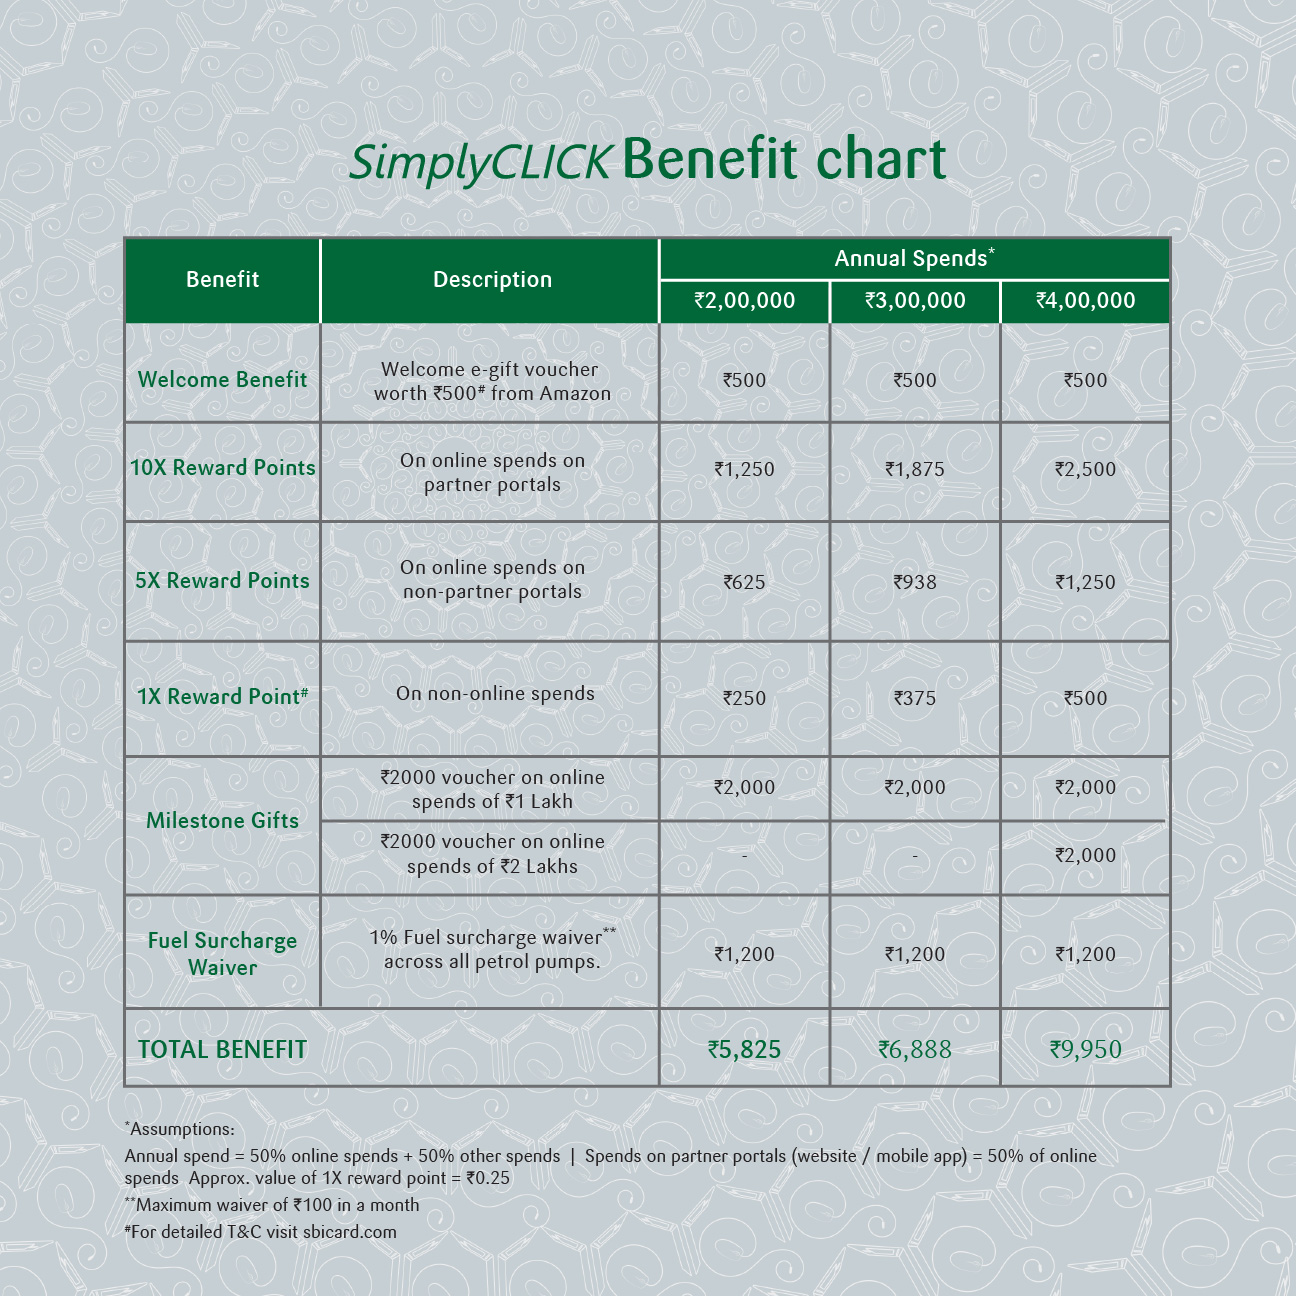 SimplyCLICK Benefit chart
Benefit
Description
Annual Spends*
₹2,00,000
₹3,00,000
₹4,00,000
Welcome Benefit
Welcome e-gift voucher
worth ₹500# from Amazon
₹500
₹500
₹500
10X Reward Points
On online spends on
partner portals
₹1,250
₹1,875
₹2,500
5X Reward Points
On online spends on
non-partner portals
₹625
₹938
₹1,250
1X Reward Point#
On non-online spends
₹250
₹375
₹500
Milestone Gifts
₹2000 voucher on online
spends of ₹1 Lakh
₹2,000
₹2,000
₹2,000
₹2000 voucher on online
spends of ₹2 Lakhs
-
-
₹2,000
Fuel Surcharge
Waiver
1% Fuel surcharge waiver**
across all petrol pumps.
₹1,200
₹1,200
₹1,200
TOTAL BENEFIT
₹5,825
₹6,888
₹9,950
*Assumptions:
Annual spend = 50% online spends + 50% other spends | Spends on partner portals (website / mobile app) = 50% of online
spends Approx. value of 1X reward point = ₹0.25
**Maximum waiver of ₹100 in a month
#For detailed T&C visit sbicard.com